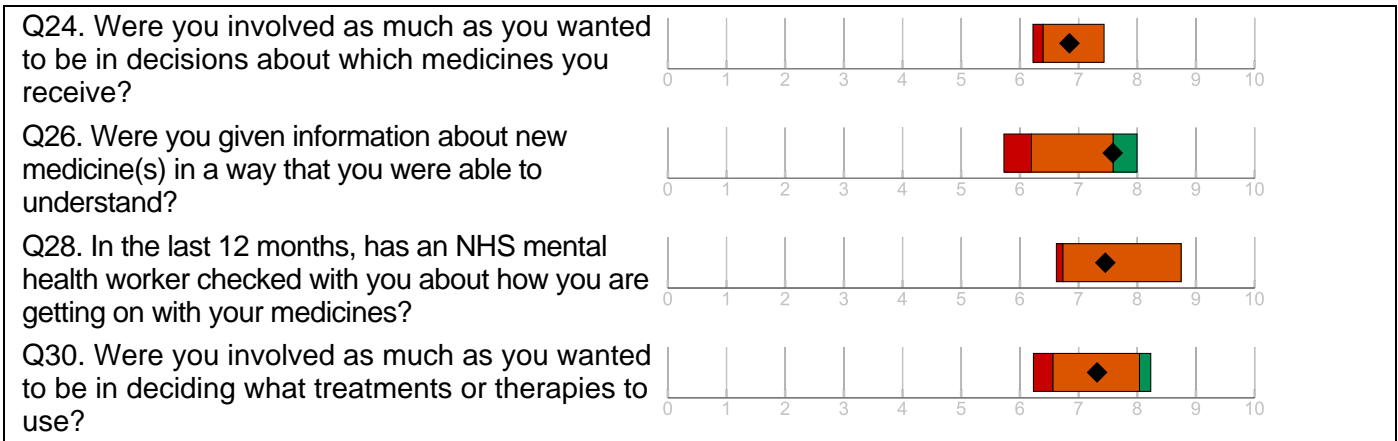 Q24. Were you involved as much as you wanted
to be in decisions about which medicines you
receive?
0 1 2 3 4 5 6 7 8 9 10
Q26. Were you given information about new
medicine(s) in a way that you were able to
understand?
0 1 2 3 4 5 6 7 8 9 10
Q28. In the last 12 months, has an NHS mental
health worker checked with you about how you are
getting on with your medicines?
0 1 2 3 4 5 6 7 8 9 10
Q30. Were you involved as much as you wanted
to be in deciding what treatments or therapies to
use?
0 1 2 3 4 5 6 7 8 9 10